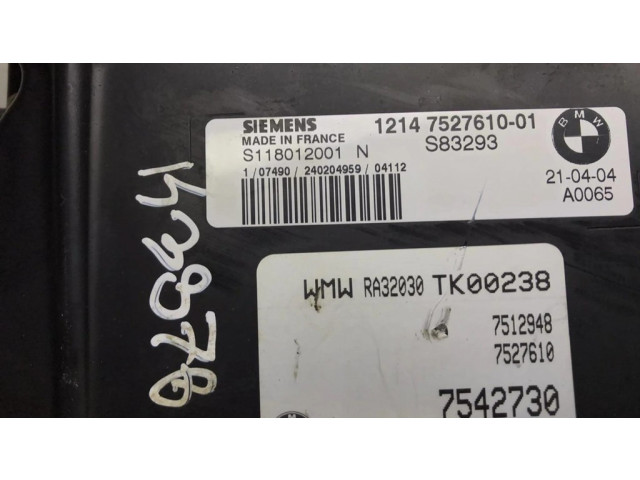 SIEMENS 1214 7527610-01
MADE IN FRANCE
S118012001 N S83293
1 / 07490 / 240204959 / 04112
21-04-04
A0065
BMW
WMW RA32030 TK00238
7512948
7527610
7542730